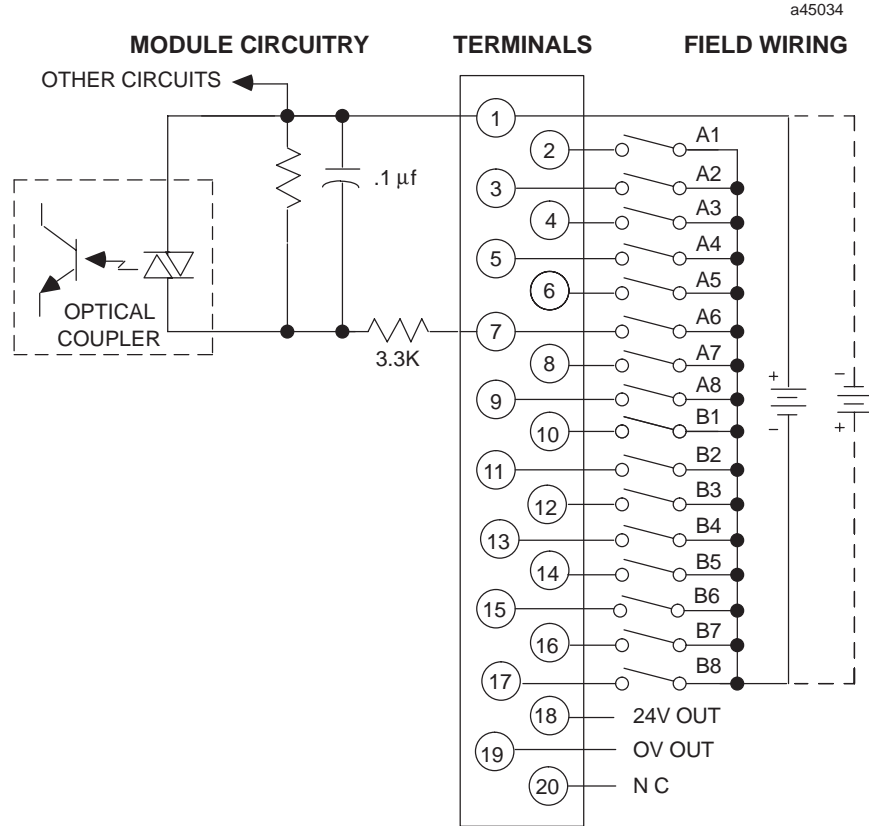 a45034
MODULE CIRCUITRY TERMINALS FIELD WIRING
OTHER CIRCUITS
1
2 A1
3 A2
.1 µf
4 A3
5 A4
6 A5
OPTICAL
COUPLER
7 A6
3.3K
8 A7
9 A8
+ −
10 B1
− +
11 B2
12 B3
13 B4
14 B5
15 B6
16 B7
17 B8
18 24V OUT
19 OV OUT
20 N C